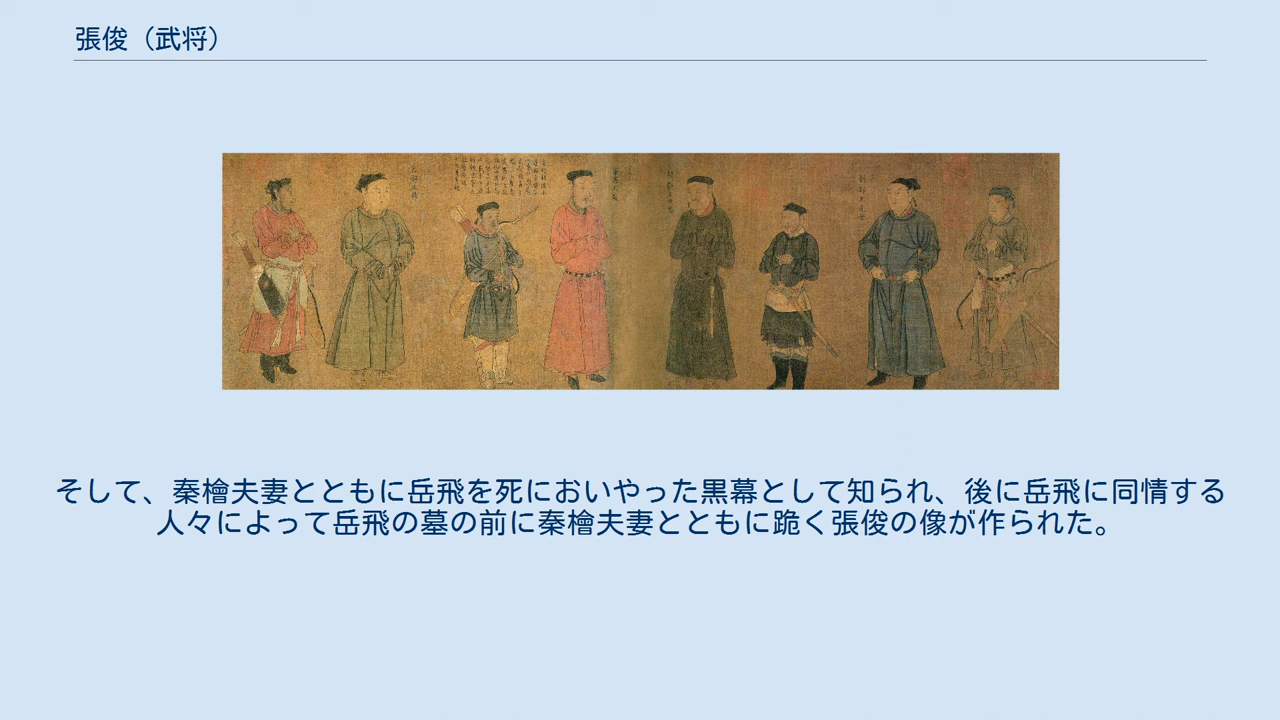 張俊（武将）
そして、秦檜夫妻とともに岳飛を死においやった黒幕として知られ、後に岳飛に同情する
人々によって岳飛の墓の前に秦檜夫妻とともに跪く張俊の像が作られた。